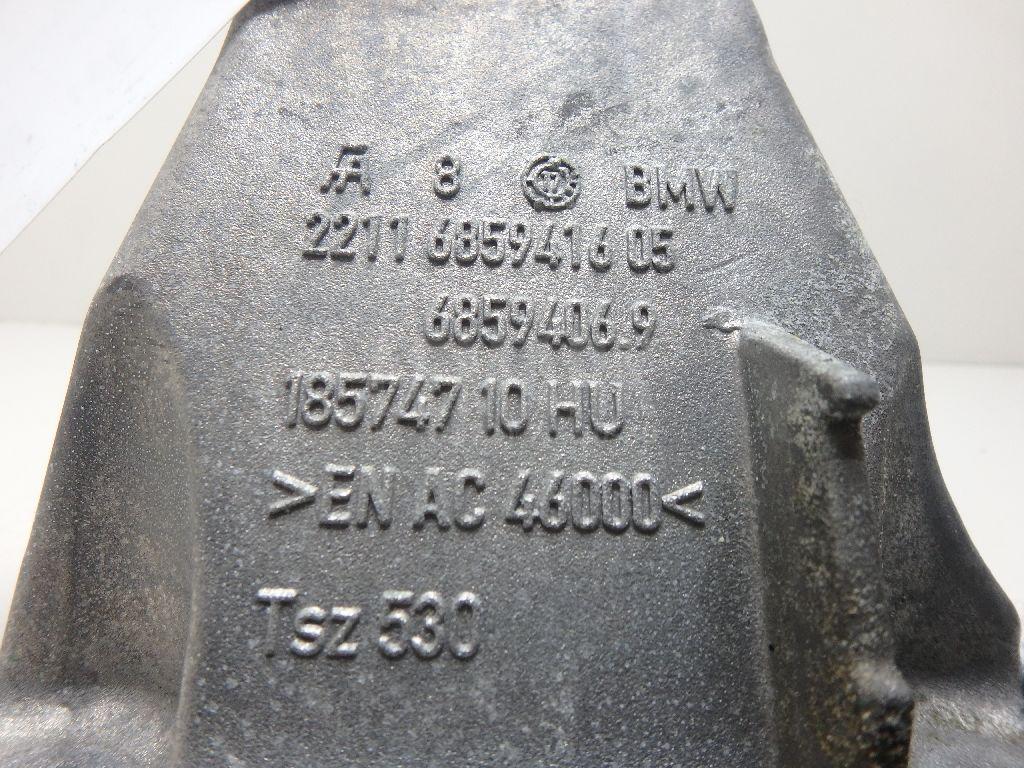 8 BMW
2211 6859416 05
6859406.9
185747 10 HU
>EN AC 46000<
Tsz 530